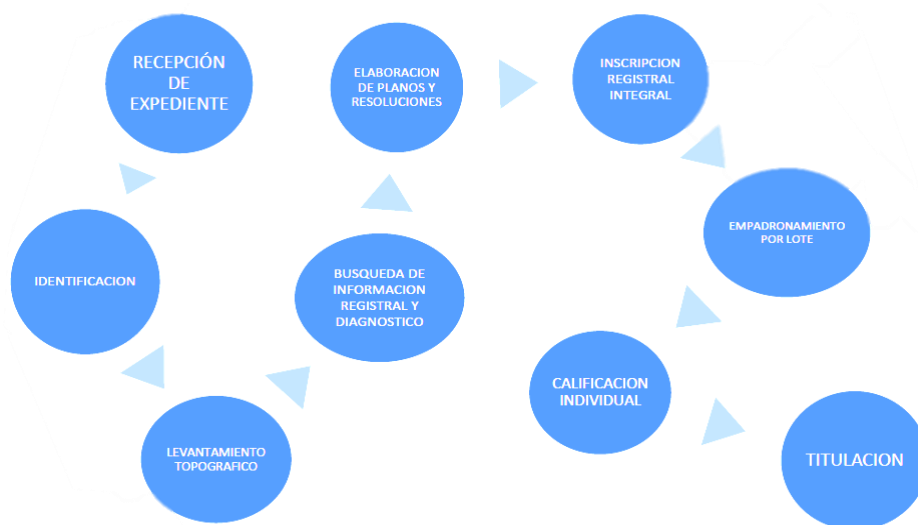 RECEPCIÓN
DE
EXPEDIENTE
IDENTIFICACION
LEVANTAMIENTO
TOPOGRAFICO
BUSQUEDA DE
INFORMACION
REGISTRAL Y
DIAGNOSTICO
ELABORACION
DE PLANOS Y
RESOLUCIONES
INSCRIPCION
REGISTRAL
INTEGRAL
EMPADRONAMIENTO
POR LOTE
CALIFICACION
INDIVIDUAL
TITULACION